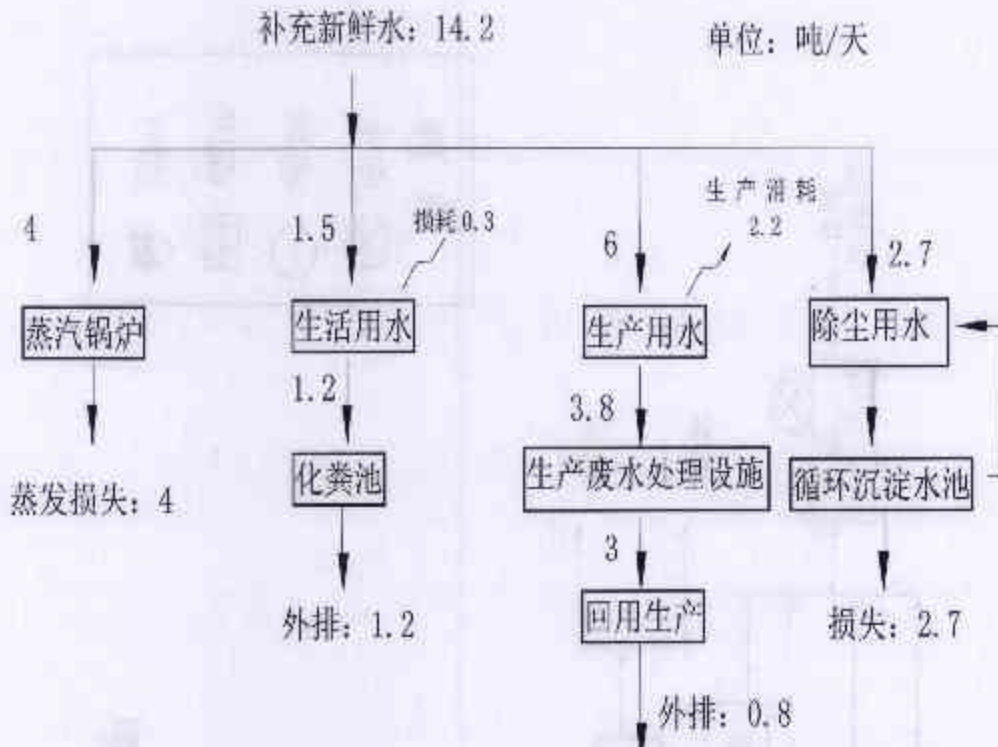 补充新鲜水: 14.2
单位: 吨/天
4
1.5
损耗0.3
6
生产消耗
2.2
2.7
蒸汽锅炉
生活用水
生产用水
除尘用水
1.2
3.8
蒸发损失: 4
化粪池
生产废水处理设施
循环沉淀水池
3
外排: 1.2
回用生产
损失: 2.7
外排: 0.8